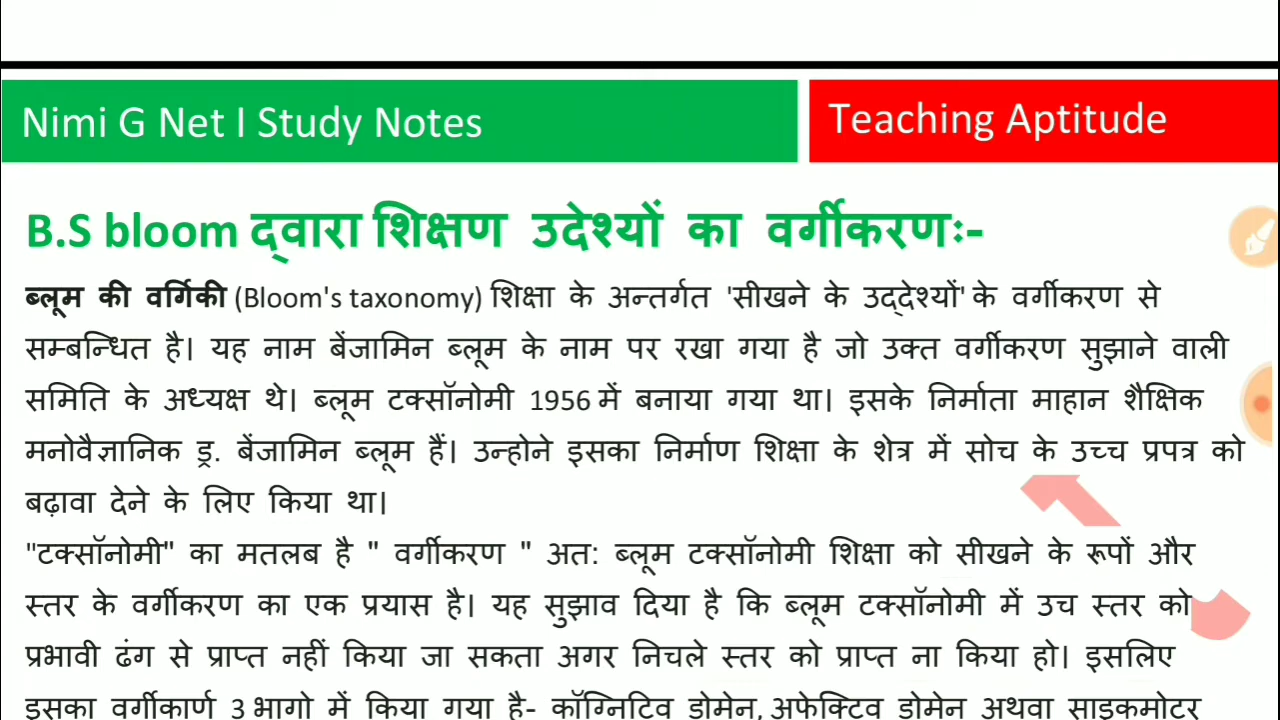 Nimi G Net I Study Notes
Teaching Aptitude
B.S bloom द्वारा शिक्षण उदेश्यों का वर्गीकरणः-
ब्लूम की वर्गिकी (Bloom's taxonomy) शिक्षा के अन्तर्गत 'सीखने के उद्देश्यों' के वर्गीकरण से
सम्बन्धित है। यह नाम बेंजामिन ब्लूम के नाम पर रखा गया है जो उक्त वर्गीकरण सुझाने वाली
समिति के अध्यक्ष थे। ब्लूम टक्सॉनोमी 1956 में बनाया गया था। इसके निर्माता माहान शैक्षिक
मनोवैज्ञानिक ड्र. बेंजामिन ब्लूम हैं। उन्होने इसका निर्माण शिक्षा के शेत्र में सोच के उच्च प्रपत्र को
बढ़ावा देने के लिए किया था।
"टक्सॉनोमी" का मतलब है " वर्गीकरण " अत: ब्लूम टक्सॉनोमी शिक्षा को सीखने के रूपों और
स्तर के वर्गीकरण का एक प्रयास है। यह सुझाव दिया है कि ब्लूम टक्सॉनोमी में उच स्तर को
प्रभावी ढंग से प्राप्त नहीं किया जा सकता अगर निचले स्तर को प्राप्त ना किया हो। इसलिए
इसका वर्गीकार्ण 3 भागो में किया गया है- कॉग्निटिव डोमेन, अफेक्टिव डोमेन अथवा साइकमोटर